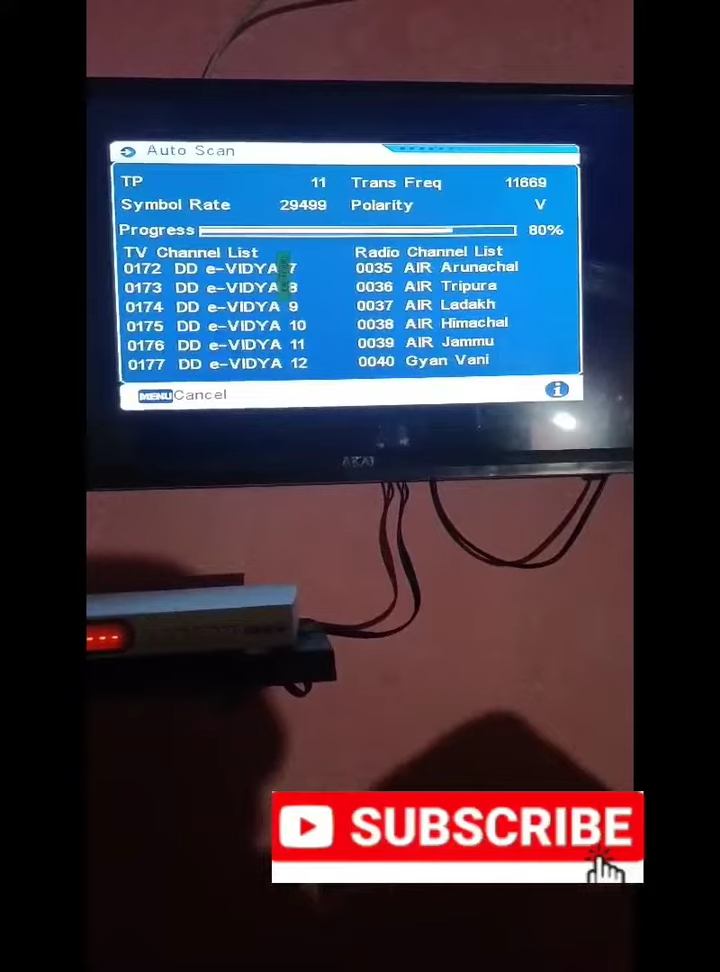 Auto Scan
TP 11 Trans Freq 11669
Symbol Rate 29499 Polarity V
Progress 80%
TV Channel List Radio Channel List
0172 DD e-VIDYA 7 0035 AIR Arunachal
0173 DD e-VIDYA 8 0036 AIR Tripura
0174 DD e-VIDYA 9 0037 AIR Ladakh
0175 DD e-VIDYA 10 0038 AIR Himachal
0176 DD e-VIDYA 11 0039 AIR Jammu
0177 DD e-VIDYA 12 0040 Gyan Vani
MENU Cancel i
AKAI
SUBSCRIBE